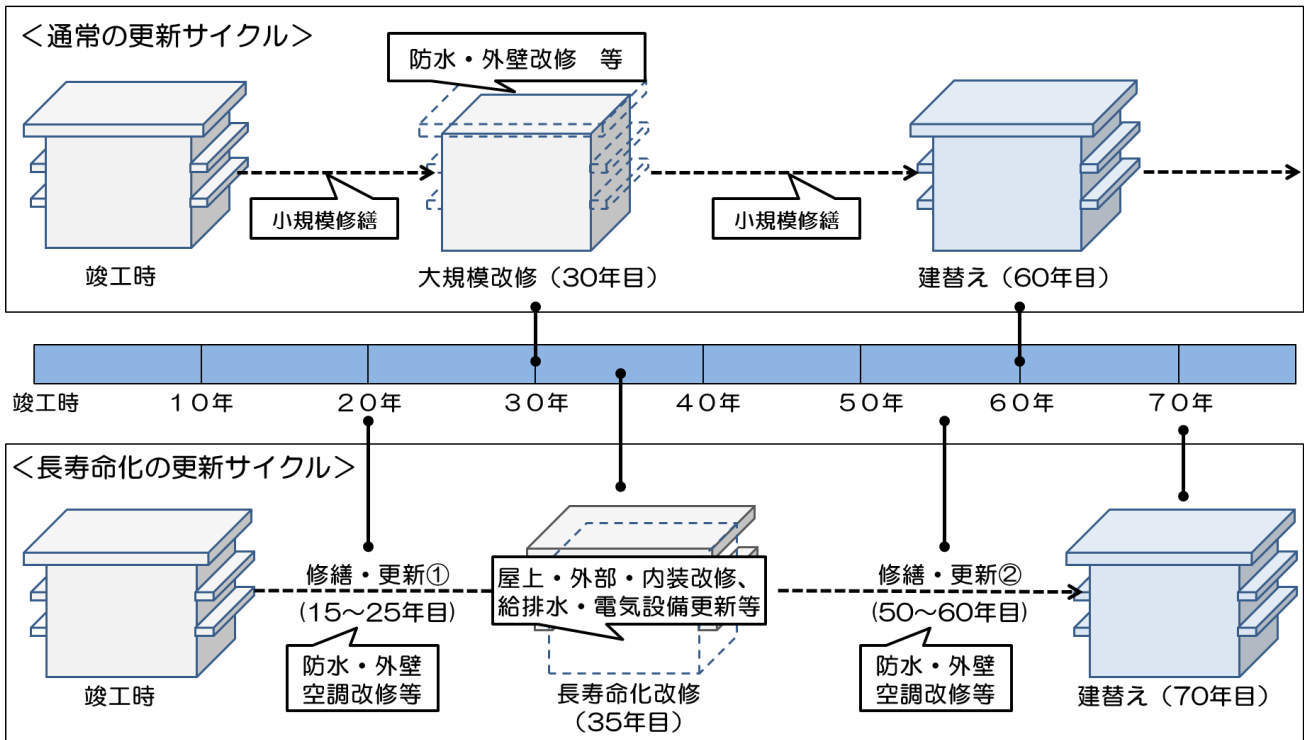 ＜通常の更新サイクル＞
防水・外壁改修　等
小規模修繕
小規模修繕
竣工時
大規模改修（30年目）
建替え（60年目）
竣工時
１０年
２０年
３０年
４０年
５０年
６０年
７０年
＜長寿命化の更新サイクル＞
修繕・更新①
(15～25年目)
防水・外壁
空調改修等
屋上・外部・内装改修、
給排水・電気設備更新等
修繕・更新②
(50～60年目)
防水・外壁
空調改修等
竣工時
長寿命化改修
（35年目）
建替え（70年目）